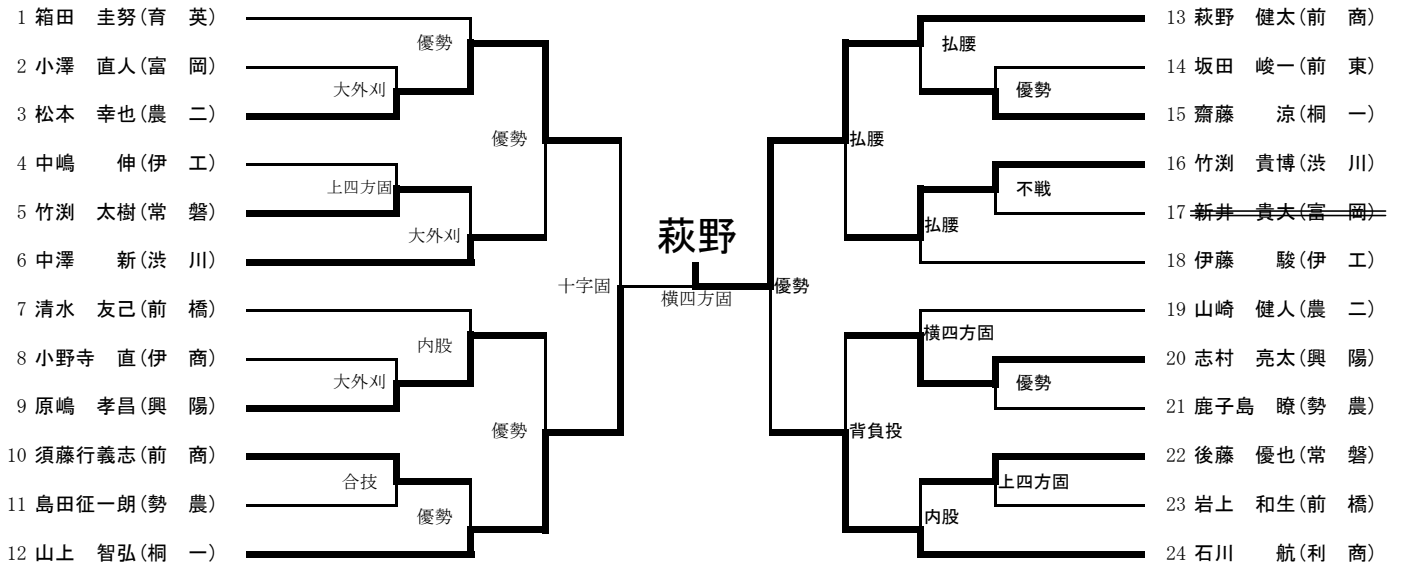 1 箱田　圭努(育　英)
優勢
2 小澤　直人(富　岡)
大外刈
3 松本　幸也(農　二)
優勢
4 中嶋　　伸(伊　工)
上四方固
5 竹渕　太樹(常　磐)
大外刈
6 中澤　　新(渋　川)
十字固
7 清水　友己(前　橋)
内股
8 小野寺　直(伊　商)
大外刈
9 原嶋　孝昌(興　陽)
優勢
10 須藤行義志(前　商)
合技
11 島田征一朗(勢　農)
優勢
12 山上　智弘(桐　一)
萩野
横四方固
13 萩野　健太(前　商)
払腰
14 坂田　峻一(前　東)
優勢
15 齋藤　　涼(桐　一)
払腰
16 竹渕　貴博(渋　川)
不戦
17 新井　貴大(富　岡)
払腰
18 伊藤　　駿(伊　工)
優勢
19 山崎　健人(農　二)
横四方固
20 志村　亮太(興　陽)
優勢
21 鹿子島　瞭(勢　農)
背負投
22 後藤　優也(常　磐)
上四方固
23 岩上　和生(前　橋)
内股
24 石川　　航(利　商)